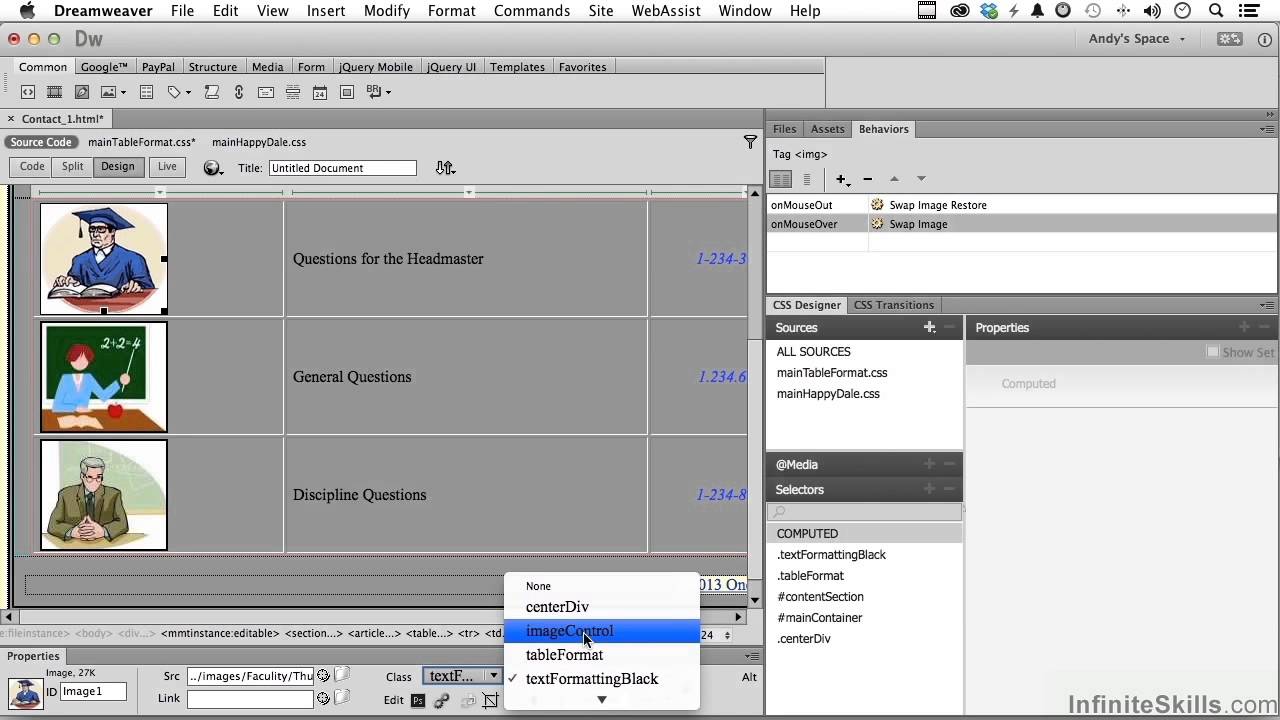 Dreamweaver File Edit View Insert Modify Format Commands Site WebAssist Window Help
Dw Andy's Space
Common Google™ PayPal Structure Media Form jQuery Mobile jQuery UI Templates Favorites
BR
× Contact_1.html*
Source Code mainTableFormat.css* mainHappyDale.css
Code Split Design Live Title: Untitled Document
Files Assets Behaviors
Tag <img>
onMouseOut Swap Image Restore
onMouseOver Swap Image
Questions for the Headmaster 1-234-3
2+2=4
General Questions 1.234.6
Discipline Questions 1-234-8
CSS Designer CSS Transitions
Sources
ALL SOURCES
mainTableFormat.css
mainHappyDale.css
Properties
Show Set
Computed
@Media
Selectors
COMPUTED
.textFormattingBlack
.tableFormat
#contentSection
#mainContainer
.centerDiv
013 On
None
centerDiv
imageControl
tableFormat
✓ textFormattingBlack
e:fileinstance> <body> <div...> <mmtinstance:editable> <section...> <article...> <table...> <tr> <td. 24
Properties
Image, 27K Src ../images/Faculity/Thu Class textF... Alt
ID Image1 Link Edit Ps
InfiniteSkills.com